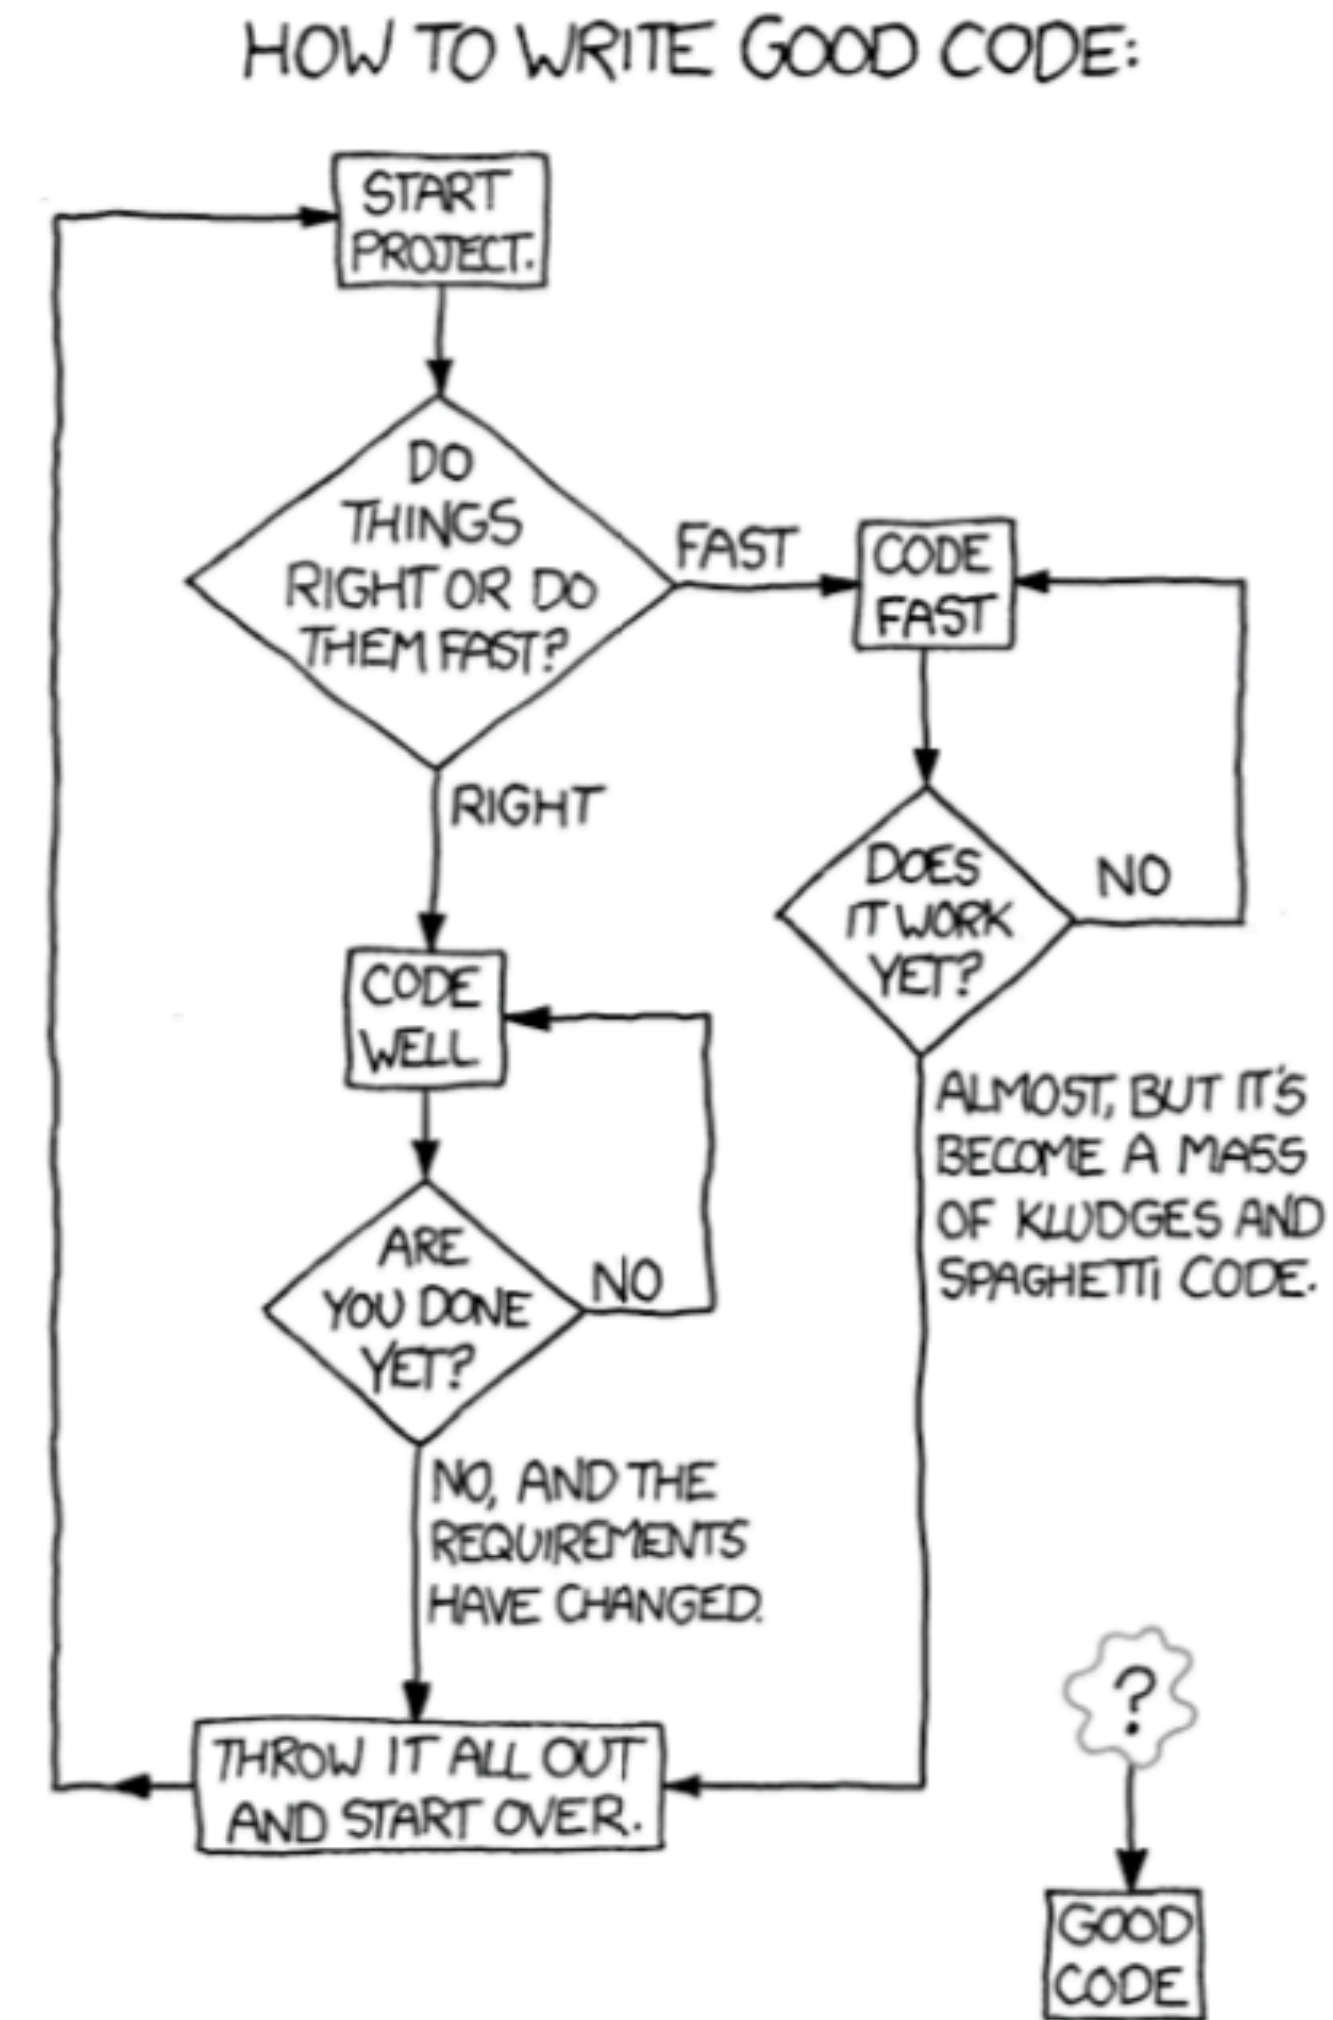 HOW TO WRITE GOOD CODE:
START
PROJECT.
DO
THINGS
RIGHT OR DO
THEM FAST?
FAST
CODE
FAST
RIGHT
DOES
IT WORK
YET?
NO
CODE
WELL
ALMOST, BUT IT'S
BECOME A MASS
OF KLUDGES AND
SPAGHETTI CODE.
ARE
YOU DONE
YET?
NO
NO, AND THE
REQUIREMENTS
HAVE CHANGED.
THROW IT ALL OUT
AND START OVER.
?
GOOD
CODE